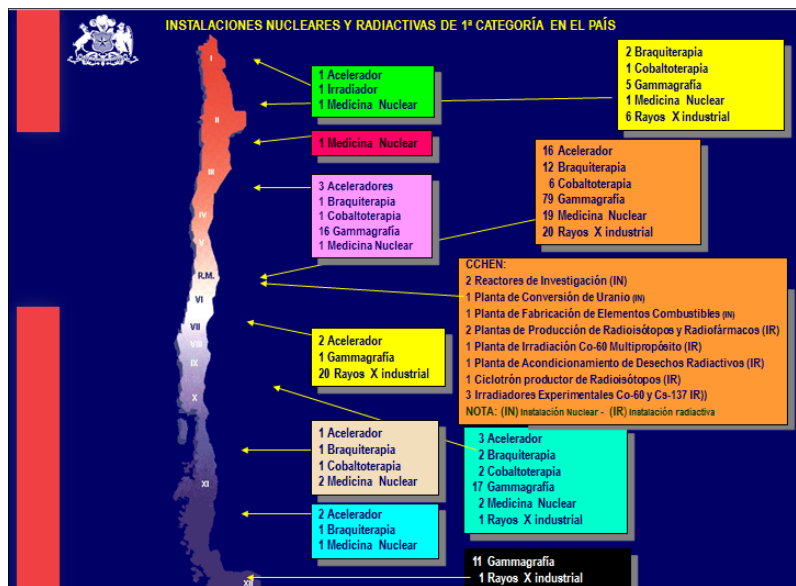 INSTALACIONES NUCLEARES Y RADIACTIVAS DE 1ª CATEGORÍA EN EL PAÍS
I
II
III
IV
V
R.M.
VI
VII
VIII
IX
X
XI
XII
1 Acelerador
1 Irradiador
1 Medicina Nuclear
2 Braquiterapia
1 Cobaltoterapia
5 Gammagrafía
1 Medicina Nuclear
6 Rayos X industrial
1 Medicina Nuclear
16 Acelerador
12 Braquiterapia
6 Cobaltoterapia
79 Gammagrafía
19 Medicina Nuclear
20 Rayos X industrial
3 Aceleradores
1 Braquiterapia
1 Cobaltoterapia
16 Gammagrafía
1 Medicina Nuclear
CCHEN:
2 Reactores de Investigación (IN)
1 Planta de Conversión de Uranio (IN)
1 Planta de Fabricación de Elementos Combustibles (IN)
2 Plantas de Producción de Radioisótopos y Radiofármacos (IR)
1 Planta de Irradiación Co-60 Multipropósito (IR)
1 Planta de Acondicionamiento de Desechos Radiactivos (IR)
1 Ciclotrón productor de Radioisótopos (IR)
3 Irradiadores Experimentales Co-60 y Cs-137 IR))
NOTA: (IN) Instalación Nuclear - (IR) Instalación radiactiva
2 Acelerador
1 Gammagrafía
20 Rayos X industrial
1 Acelerador
1 Braquiterapia
1 Cobaltoterapia
2 Medicina Nuclear
3 Acelerador
2 Braquiterapia
2 Cobaltoterapia
17 Gammagrafía
2 Medicina Nuclear
1 Rayos X industrial
2 Acelerador
1 Braquiterapia
1 Medicina Nuclear
11 Gammagrafía
1 Rayos X industrial